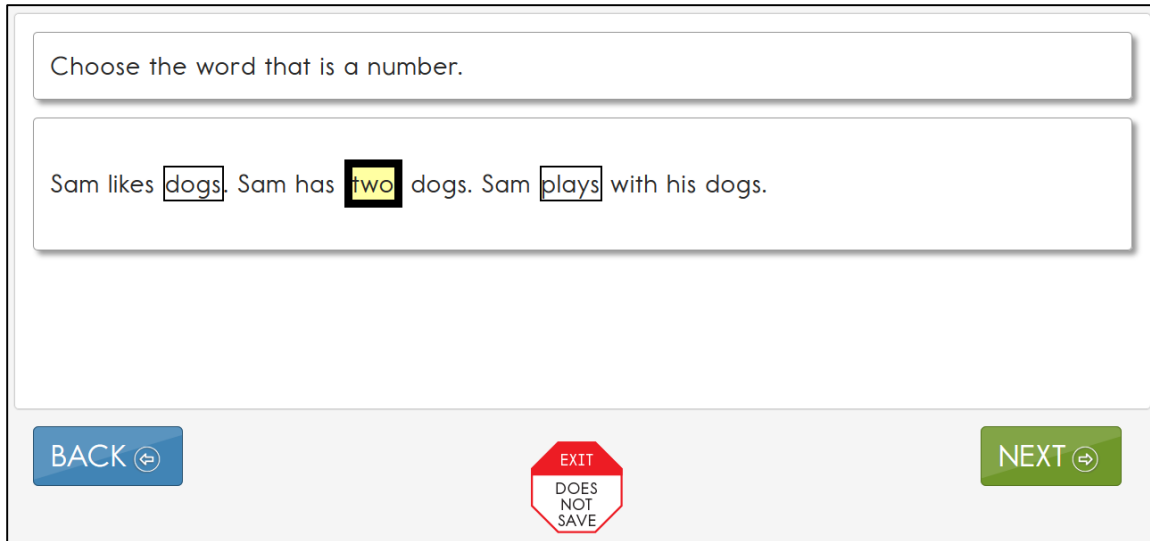 Choose the word that is a number.
Sam likes dogs. Sam has two dogs. Sam plays with his dogs.
BACK
EXIT
DOES
NOT
SAVE
NEXT